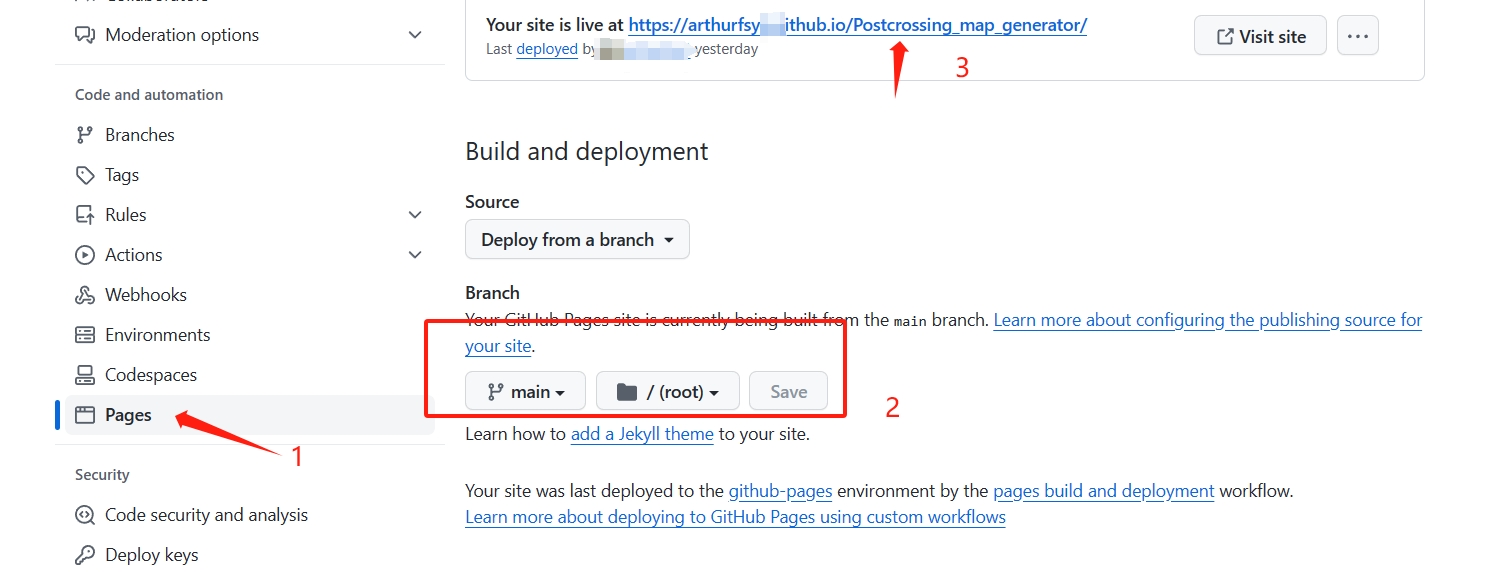 Collaborators
Moderation options
Code and automation
Branches
Tags
Rules
Actions
Webhooks
Environments
Codespaces
Pages
1
Security
Code security and analysis
Deploy keys
Your site is live at https://arthurfsy ithub.io/Postcrossing_map_generator/
Last deployed by yesterday
Visit site
3
Build and deployment
Source
Deploy from a branch
Branch
Your GitHub Pages site is currently being built from the main branch. Learn more about configuring the publishing source for
your site.
main / (root) Save
2
Learn how to add a Jekyll theme to your site.
Your site was last deployed to the github-pages environment by the pages build and deployment workflow.
Learn more about deploying to GitHub Pages using custom workflows